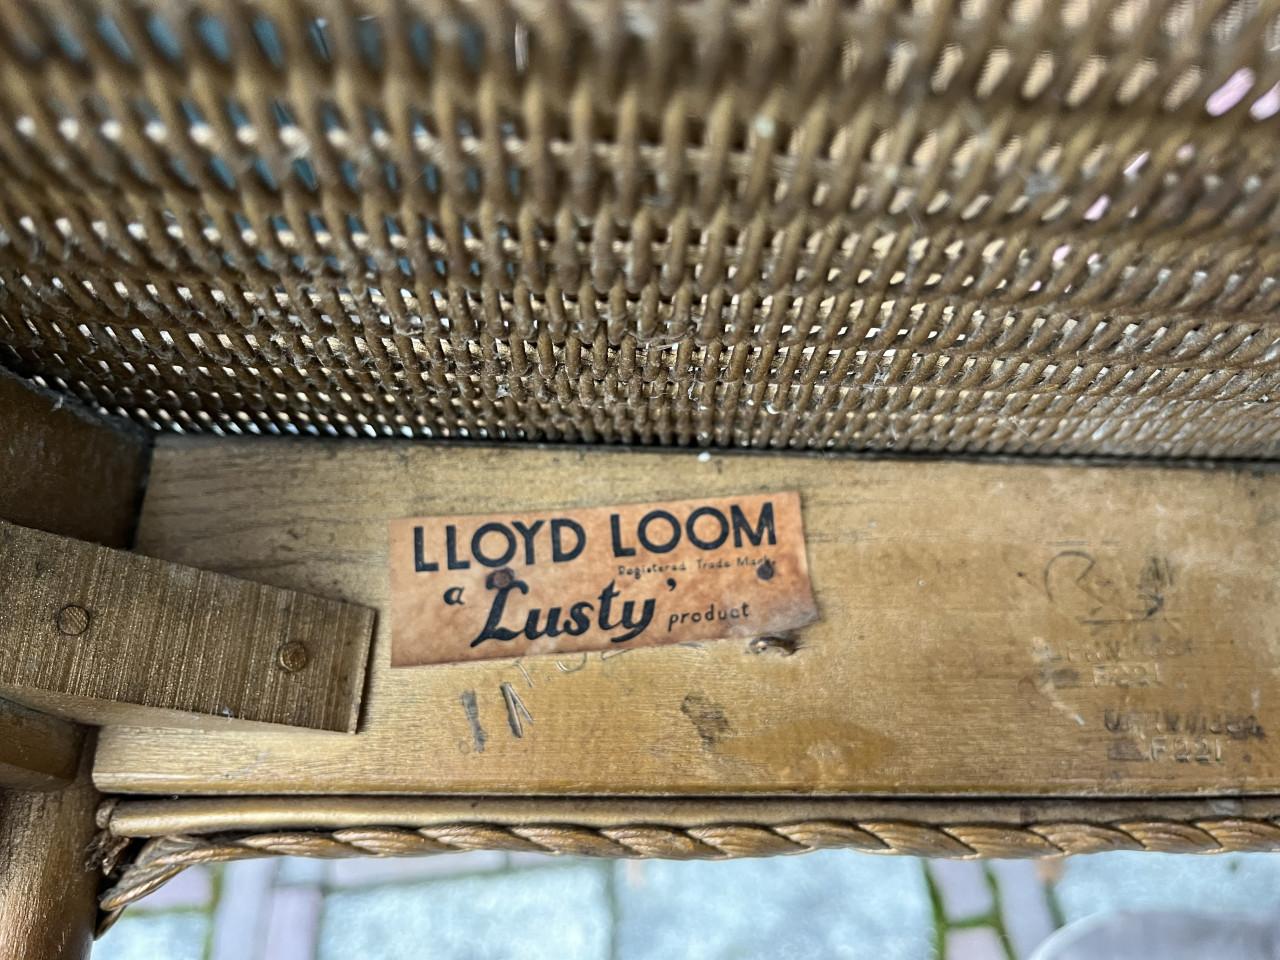 LLOYD LOOM
Registered Trade Mark
a 'Lusty' product
F221
F221